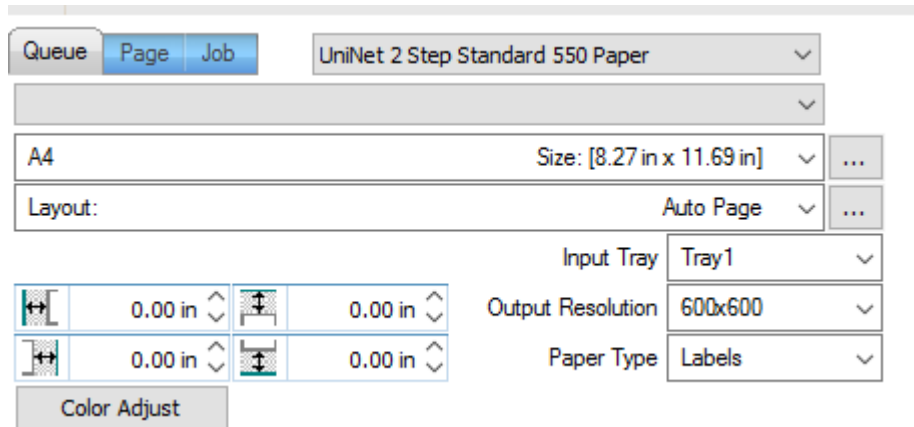 Queue Page Job UniNet 2 Step Standard 550 Paper
A4 Size: [8.27 in x 11.69 in] ...
Layout: Auto Page ...
Input Tray Tray1
0.00 in 0.00 in Output Resolution 600x600
0.00 in 0.00 in Paper Type Labels
Color Adjust